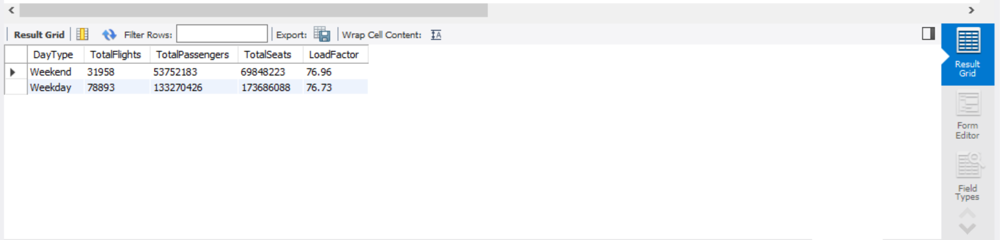 Result Grid Filter Rows: Export: Wrap Cell Content: IA
DayType TotalFlights TotalPassengers TotalSeats LoadFactor
Weekend 31958 53752183 69848223 76.96
Weekday 78893 133270426 173686088 76.73
Result
Grid
Form
Editor
Field
Types